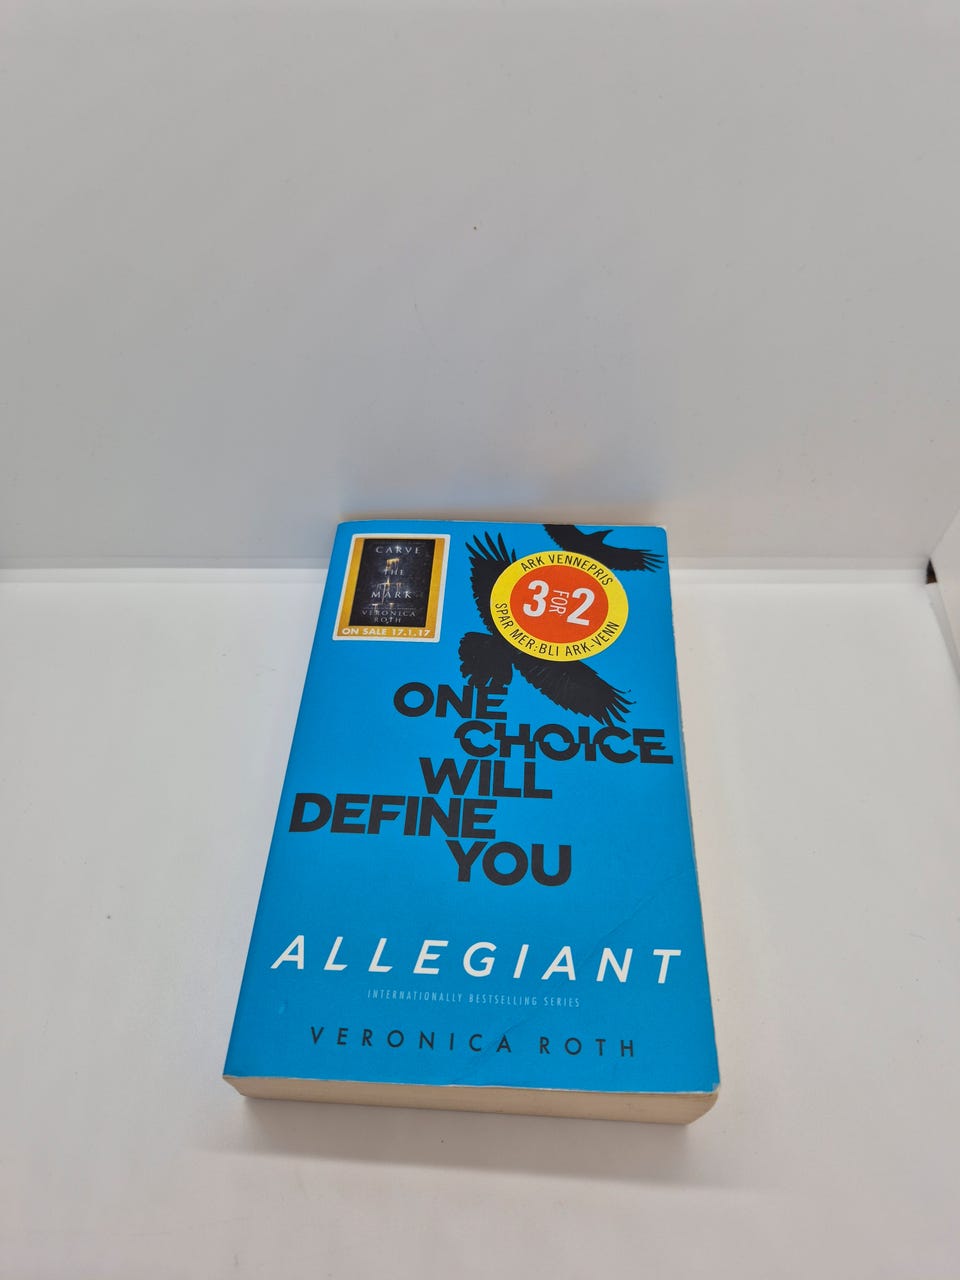 CARVE
THE
MARK
VERONICA
ROTH
ON SALE 17.1.17
ARK VENNEPRIS
3 FOR 2
SPAR MER: BLI ARK-VENN
ONE
CHOICE
WILL
DEFINE
YOU
ALLEGIANT
INTERNATIONALLY BESTSELLING SERIES
VERONICA ROTH